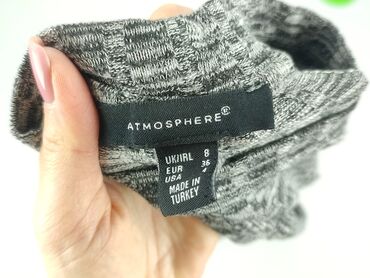 ATMOSPHERE®
UK/IRL 8
EUR 36
USA 4
MADE IN
TURKEY